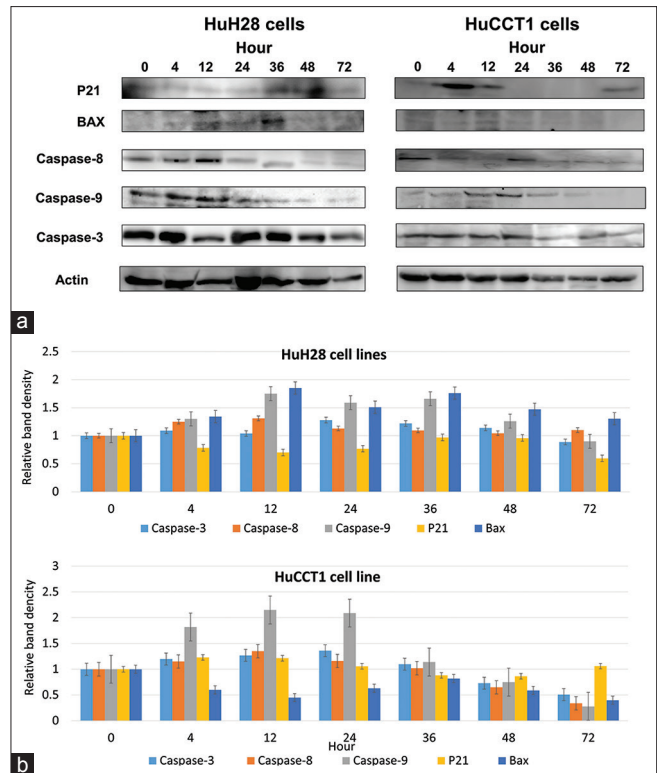 HuH28 cells HuCCT1 cells
Hour Hour
0 4 12 24 36 48 72 0 4 12 24 36 48 72
P21
BAX
Caspase-8
Caspase-9
Caspase-3
Actin
a
HuH28 cell lines
Relative band density
2.5
2
1.5
1
0.5
0
0 4 12 24 36 48 72
Caspase-3 Caspase-8 Caspase-9 P21 Bax
HuCCT1 cell line
Relative band dencity
3
2.5
2
1.5
1
0.5
0
0 4 12 24 36 48 72
Hour
Caspase-3 Caspase-8 Caspase-9 P21 Bax
b